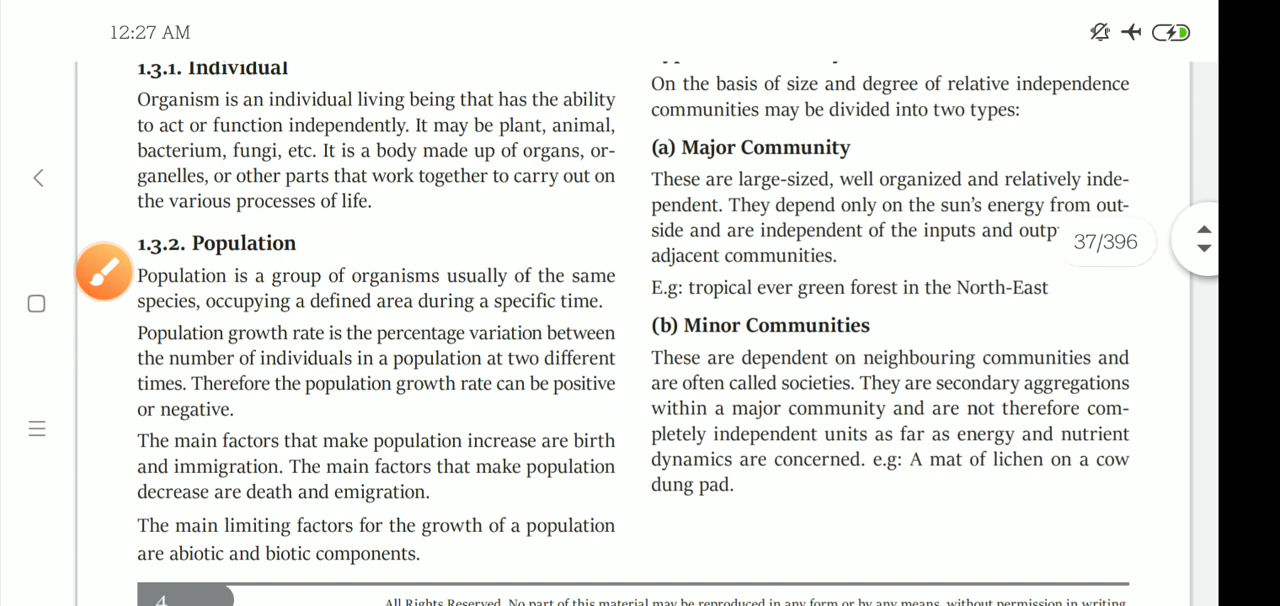 12:27 AM
1.3.1. Individual
Organism is an individual living being that has the ability
to act or function independently. It may be plant, animal,
bacterium, fungi, etc. It is a body made up of organs, or-
ganelles, or other parts that work together to carry out on
the various processes of life.
1.3.2. Population
Population is a group of organisms usually of the same
species, occupying a defined area during a specific time.
Population growth rate is the percentage variation between
the number of individuals in a population at two different
times. Therefore the population growth rate can be positive
or negative.
The main factors that make population increase are birth
and immigration. The main factors that make population
decrease are death and emigration.
The main limiting factors for the growth of a population
are abiotic and biotic components.
On the basis of size and degree of relative independence
communities may be divided into two types:
(a) Major Community
These are large-sized, well organized and relatively inde-
pendent. They depend only on the sun's energy from out-
side and are independent of the inputs and outp
adjacent communities.
E.g: tropical ever green forest in the North-East
(b) Minor Communities
These are dependent on neighbouring communities and
are often called societies. They are secondary aggregations
within a major community and are not therefore com-
pletely independent units as far as energy and nutrient
dynamics are concerned. e.g: A mat of lichen on a cow
dung pad.
37/396
4
All Rights Reserved. No part of this material may be reproduced in any form or by any means, without permission in writing.